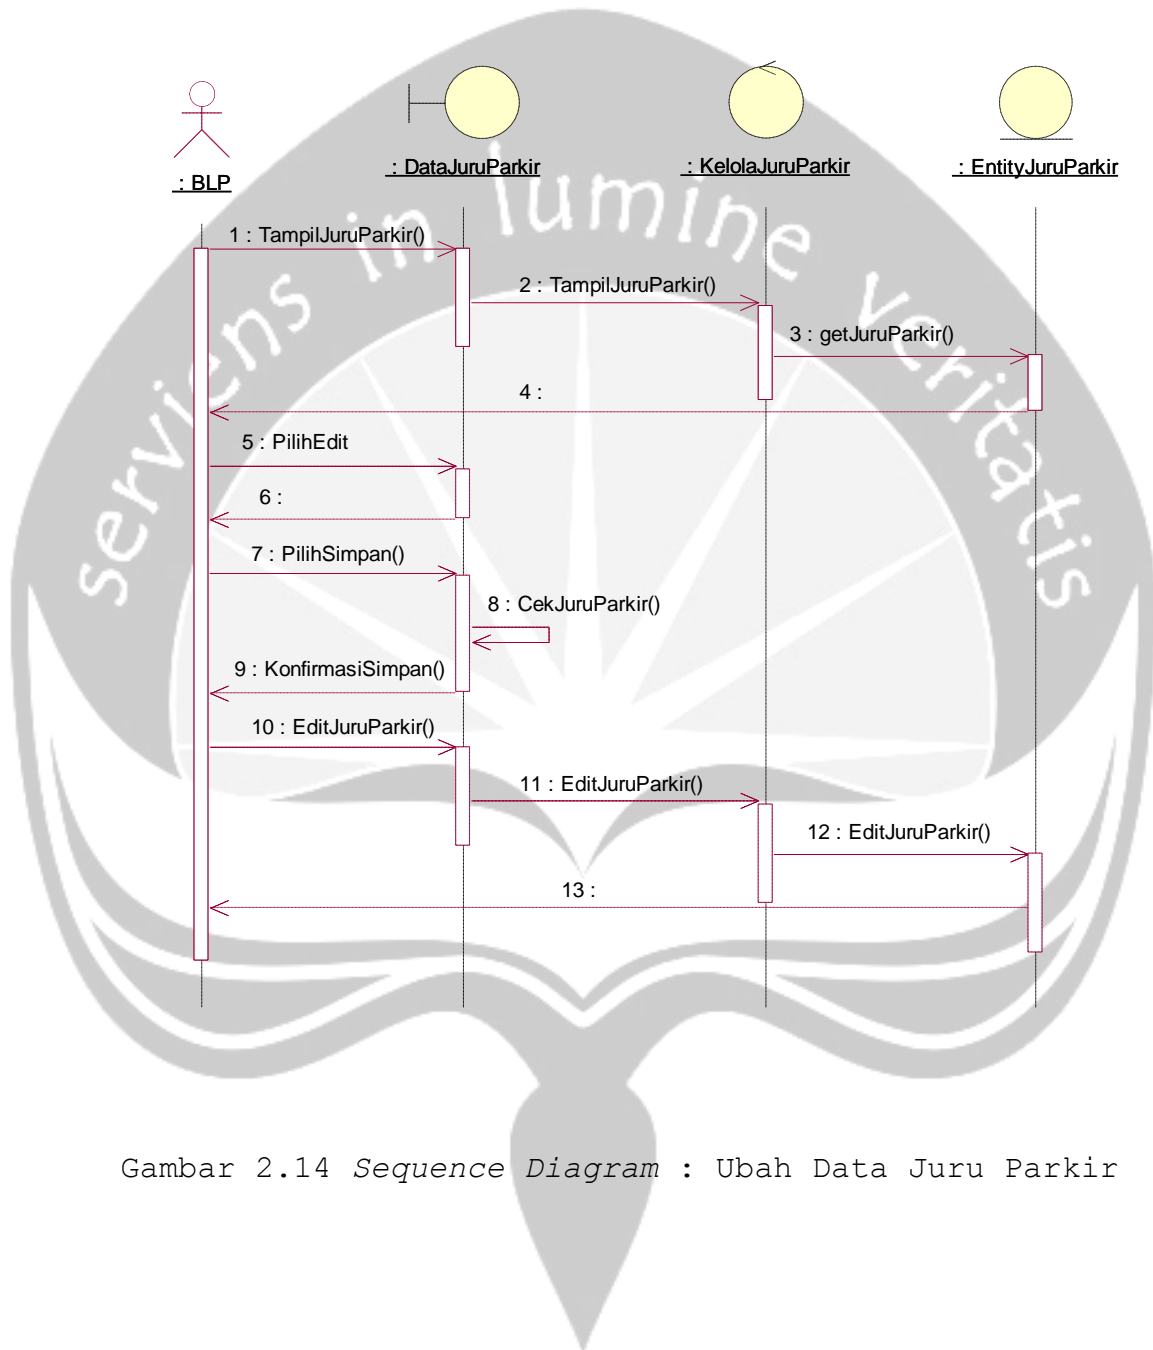 : BLP
: DataJuruParkir
: KelolaJuruParkir
: EntityJuruParkir
serviens in lumine veritatis
1 : TampilJuruParkir()
2 : TampilJuruParkir()
3 : getJuruParkir()
4 :
5 : PilihEdit
6 :
7 : PilihSimpan()
8 : CekJuruParkir()
9 : KonfirmasiSimpan()
10 : EditJuruParkir()
11 : EditJuruParkir()
12 : EditJuruParkir()
13 :
Gambar 2.14 Sequence Diagram : Ubah Data Juru Parkir